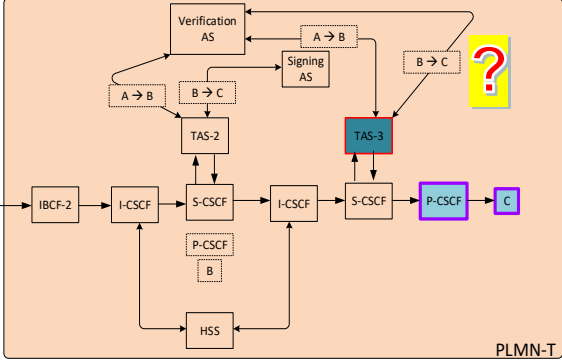 Verification
AS
A → B
?
Signing
AS
B → C
A → B
B → C
TAS-2
TAS-3
IBCF-2
I-CSCF
S-CSCF
I-CSCF
S-CSCF
P-CSCF
C
P-CSCF
B
HSS
PLMN-T